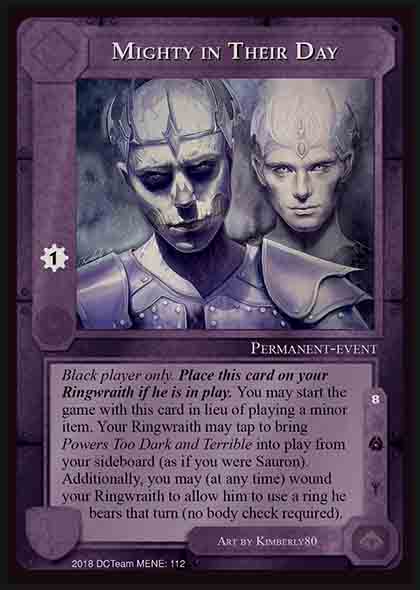 Mighty in Their Day
1
Permanent-event
Black player only. Place this card on your
Ringwraith if he is in play. You may start the
game with this card in lieu of playing a minor
item. Your Ringwraith may tap to bring
Powers Too Dark and Terrible into play from
your sideboard (as if you were Sauron).
Additionally, you may (at any time) wound
your Ringwraith to allow him to use a ring he
bears that turn (no body check required).
8
Art by Kimberly80
2018 DCTeam MENE: 112